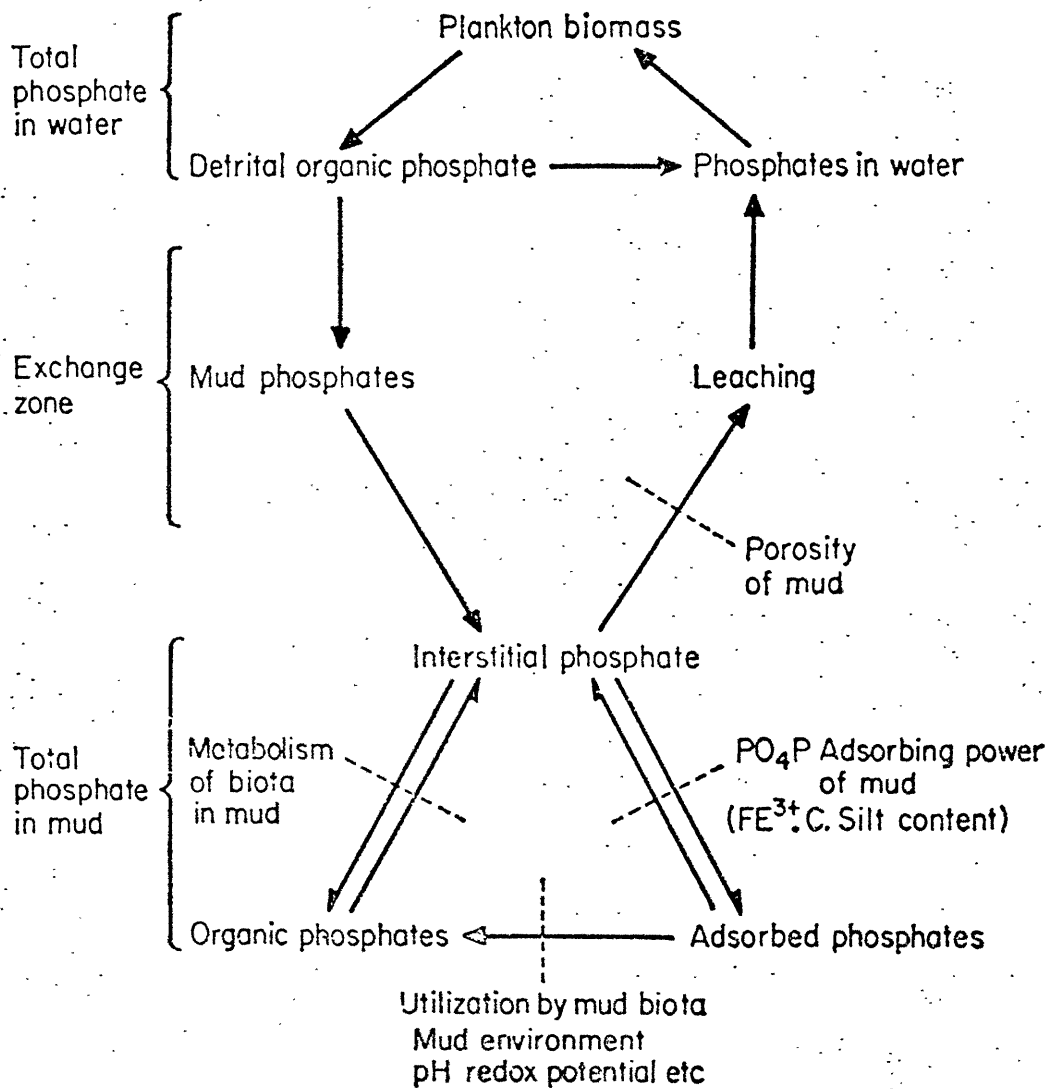 Plankton biomass
Total
phosphate
in water
Detrital organic phosphate
Phosphates in water
Exchange
zone
Mud phosphates
Leaching
Porosity
of mud
Interstitial phosphate
Total
phosphate
in mud
Metabolism
of biota
in mud
PO₄P Adsorbing power
of mud
(FE³⁺. C. Silt content)
Organic phosphates
Adsorbed phosphates
Utilization by mud biota
Mud environment
pH redox potential etc